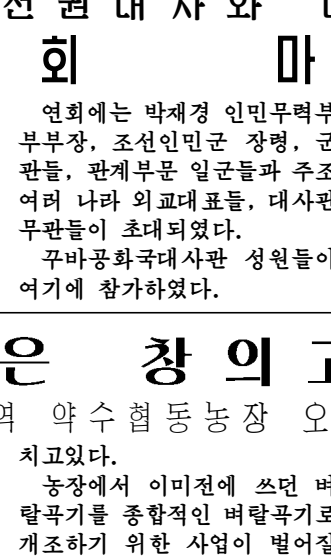 회 마
연회에는 박재경 인민무력부
부부장, 조선인민군 장령, 군
관들, 관계부문 일군들과 주조
여러 나라 외교대표들, 대사관
무관들이 초대되였다.
꾸바공화국대사관 성원들이
여기에 참가하였다.
은 창의고
역 약수협동농장 오
치고있다.
농장에서 이미전에 쓰던 벼
탈곡기를 종합적인 벼탈곡기로
개조하기 위한 사업이 벌어진